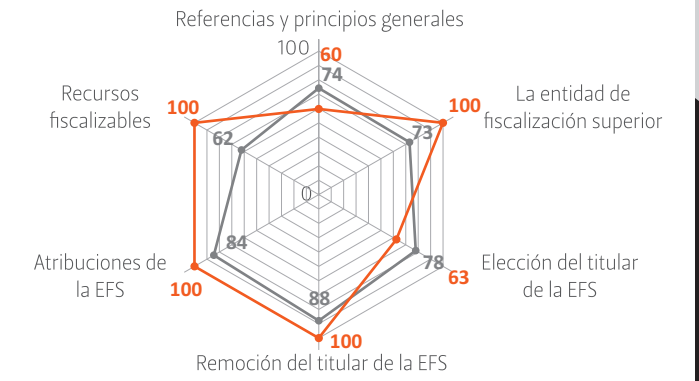 Referencias y principios generales
100
60
74
Recursos
fiscalizables
100
62
100
La entidad de
fiscalización superior
73
0
Atribuciones de
la EFS
84
100
78
63
Elección del titular
de la EFS
88
100
Remoción del titular de la EFS